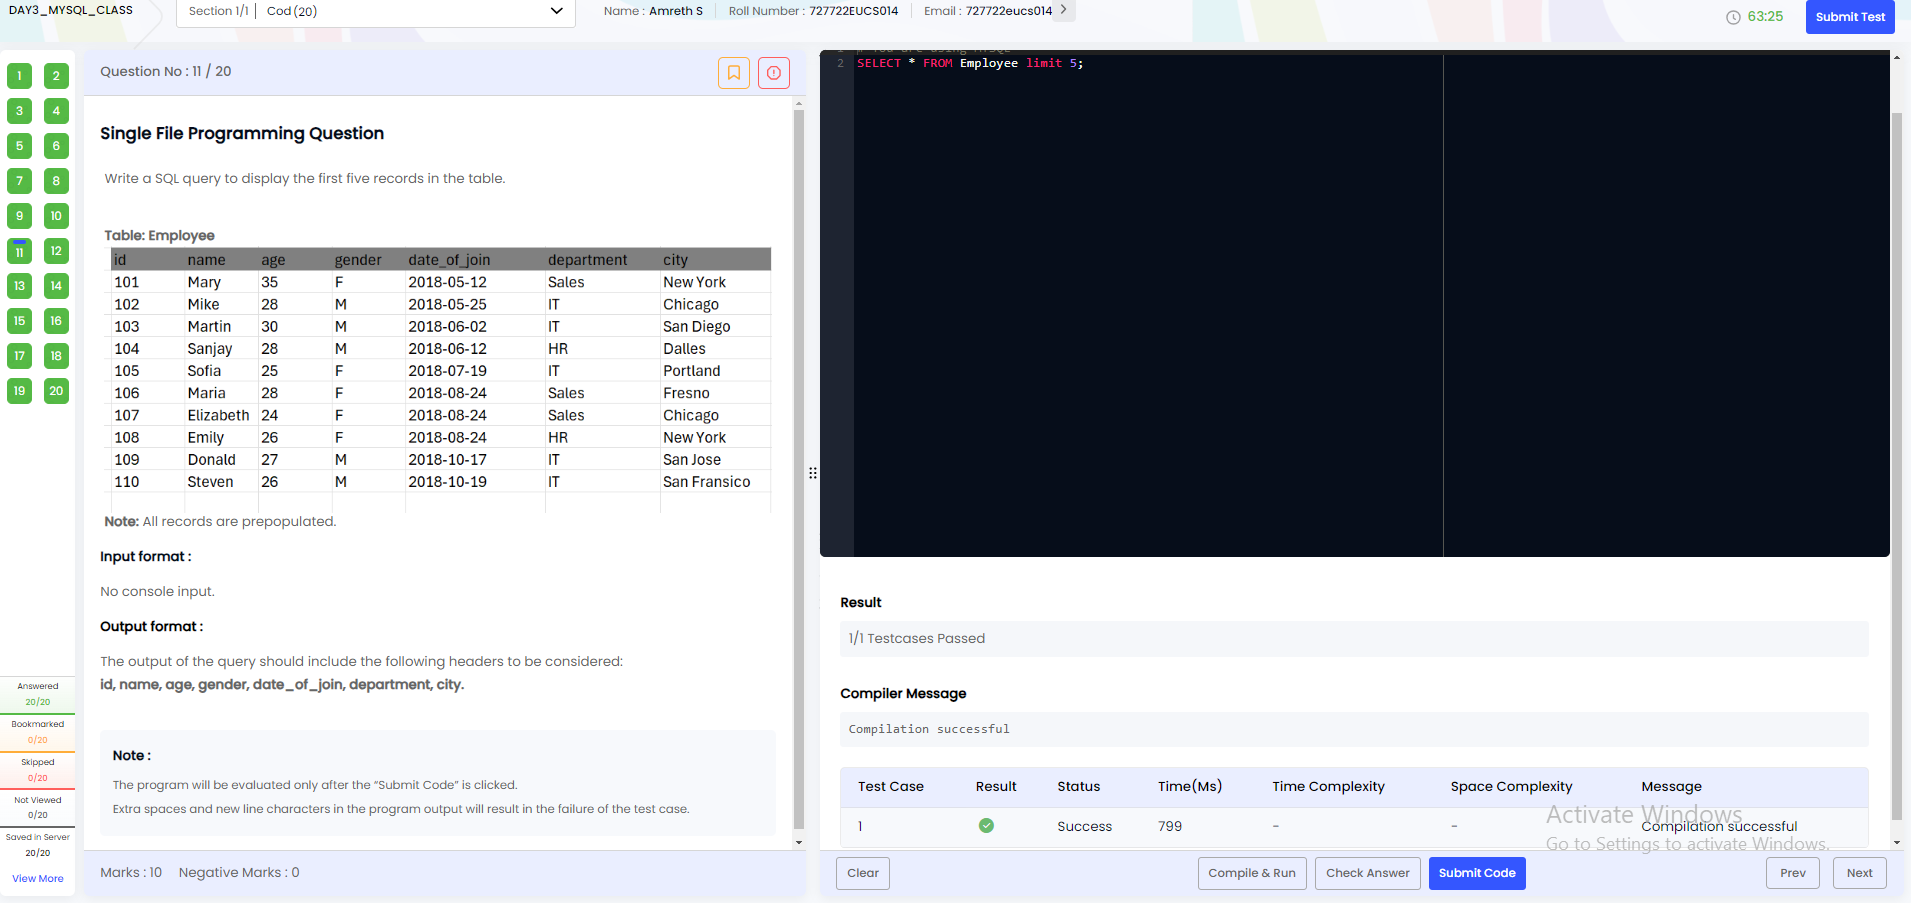 DAY3_MYSQL_CLASS
Section 1/1 | Cod (20)
Name : Amreth S
Roll Number : 727722EUCS014
Email : 727722eucs014
63:25
Submit Test
1 2
3 4
5 6
7 8
9 10
11 12
13 14
15 16
17 18
19 20
Answered
20/20
Bookmarked
0/20
Skipped
0/20
Not Viewed
0/20
Saved in Server
20/20
View More
Question No : 11 / 20
Single File Programming Question
Write a SQL query to display the first five records in the table.
Table: Employee
id name age gender date_of_join department city
101 Mary 35 F 2018-05-12 Sales New York
102 Mike 28 M 2018-05-25 IT Chicago
103 Martin 30 M 2018-06-02 IT San Diego
104 Sanjay 28 M 2018-06-12 HR Dalles
105 Sofia 25 F 2018-07-19 IT Portland
106 Maria 28 F 2018-08-24 Sales Fresno
107 Elizabeth 24 F 2018-08-24 Sales Chicago
108 Emily 26 F 2018-08-24 HR New York
109 Donald 27 M 2018-10-17 IT San Jose
110 Steven 26 M 2018-10-19 IT San Fransico
Note: All records are prepopulated.
Input format :
No console input.
Output format :
The output of the query should include the following headers to be considered:
id, name, age, gender, date_of_join, department, city.
Note :
The program will be evaluated only after the “Submit Code” is clicked.
Extra spaces and new line characters in the program output will result in the failure of the test case.
Marks : 10 Negative Marks : 0
2 SELECT * FROM Employee limit 5;
Result
1/1 Testcases Passed
Compiler Message
Compilation successful
Test Case Result Status Time(Ms) Time Complexity Space Complexity Message
1 Success 799 - - Compilation successful
Activate Windows
Go to Settings to activate Windows.
Clear
Compile & Run
Check Answer
Submit Code
Prev
Next